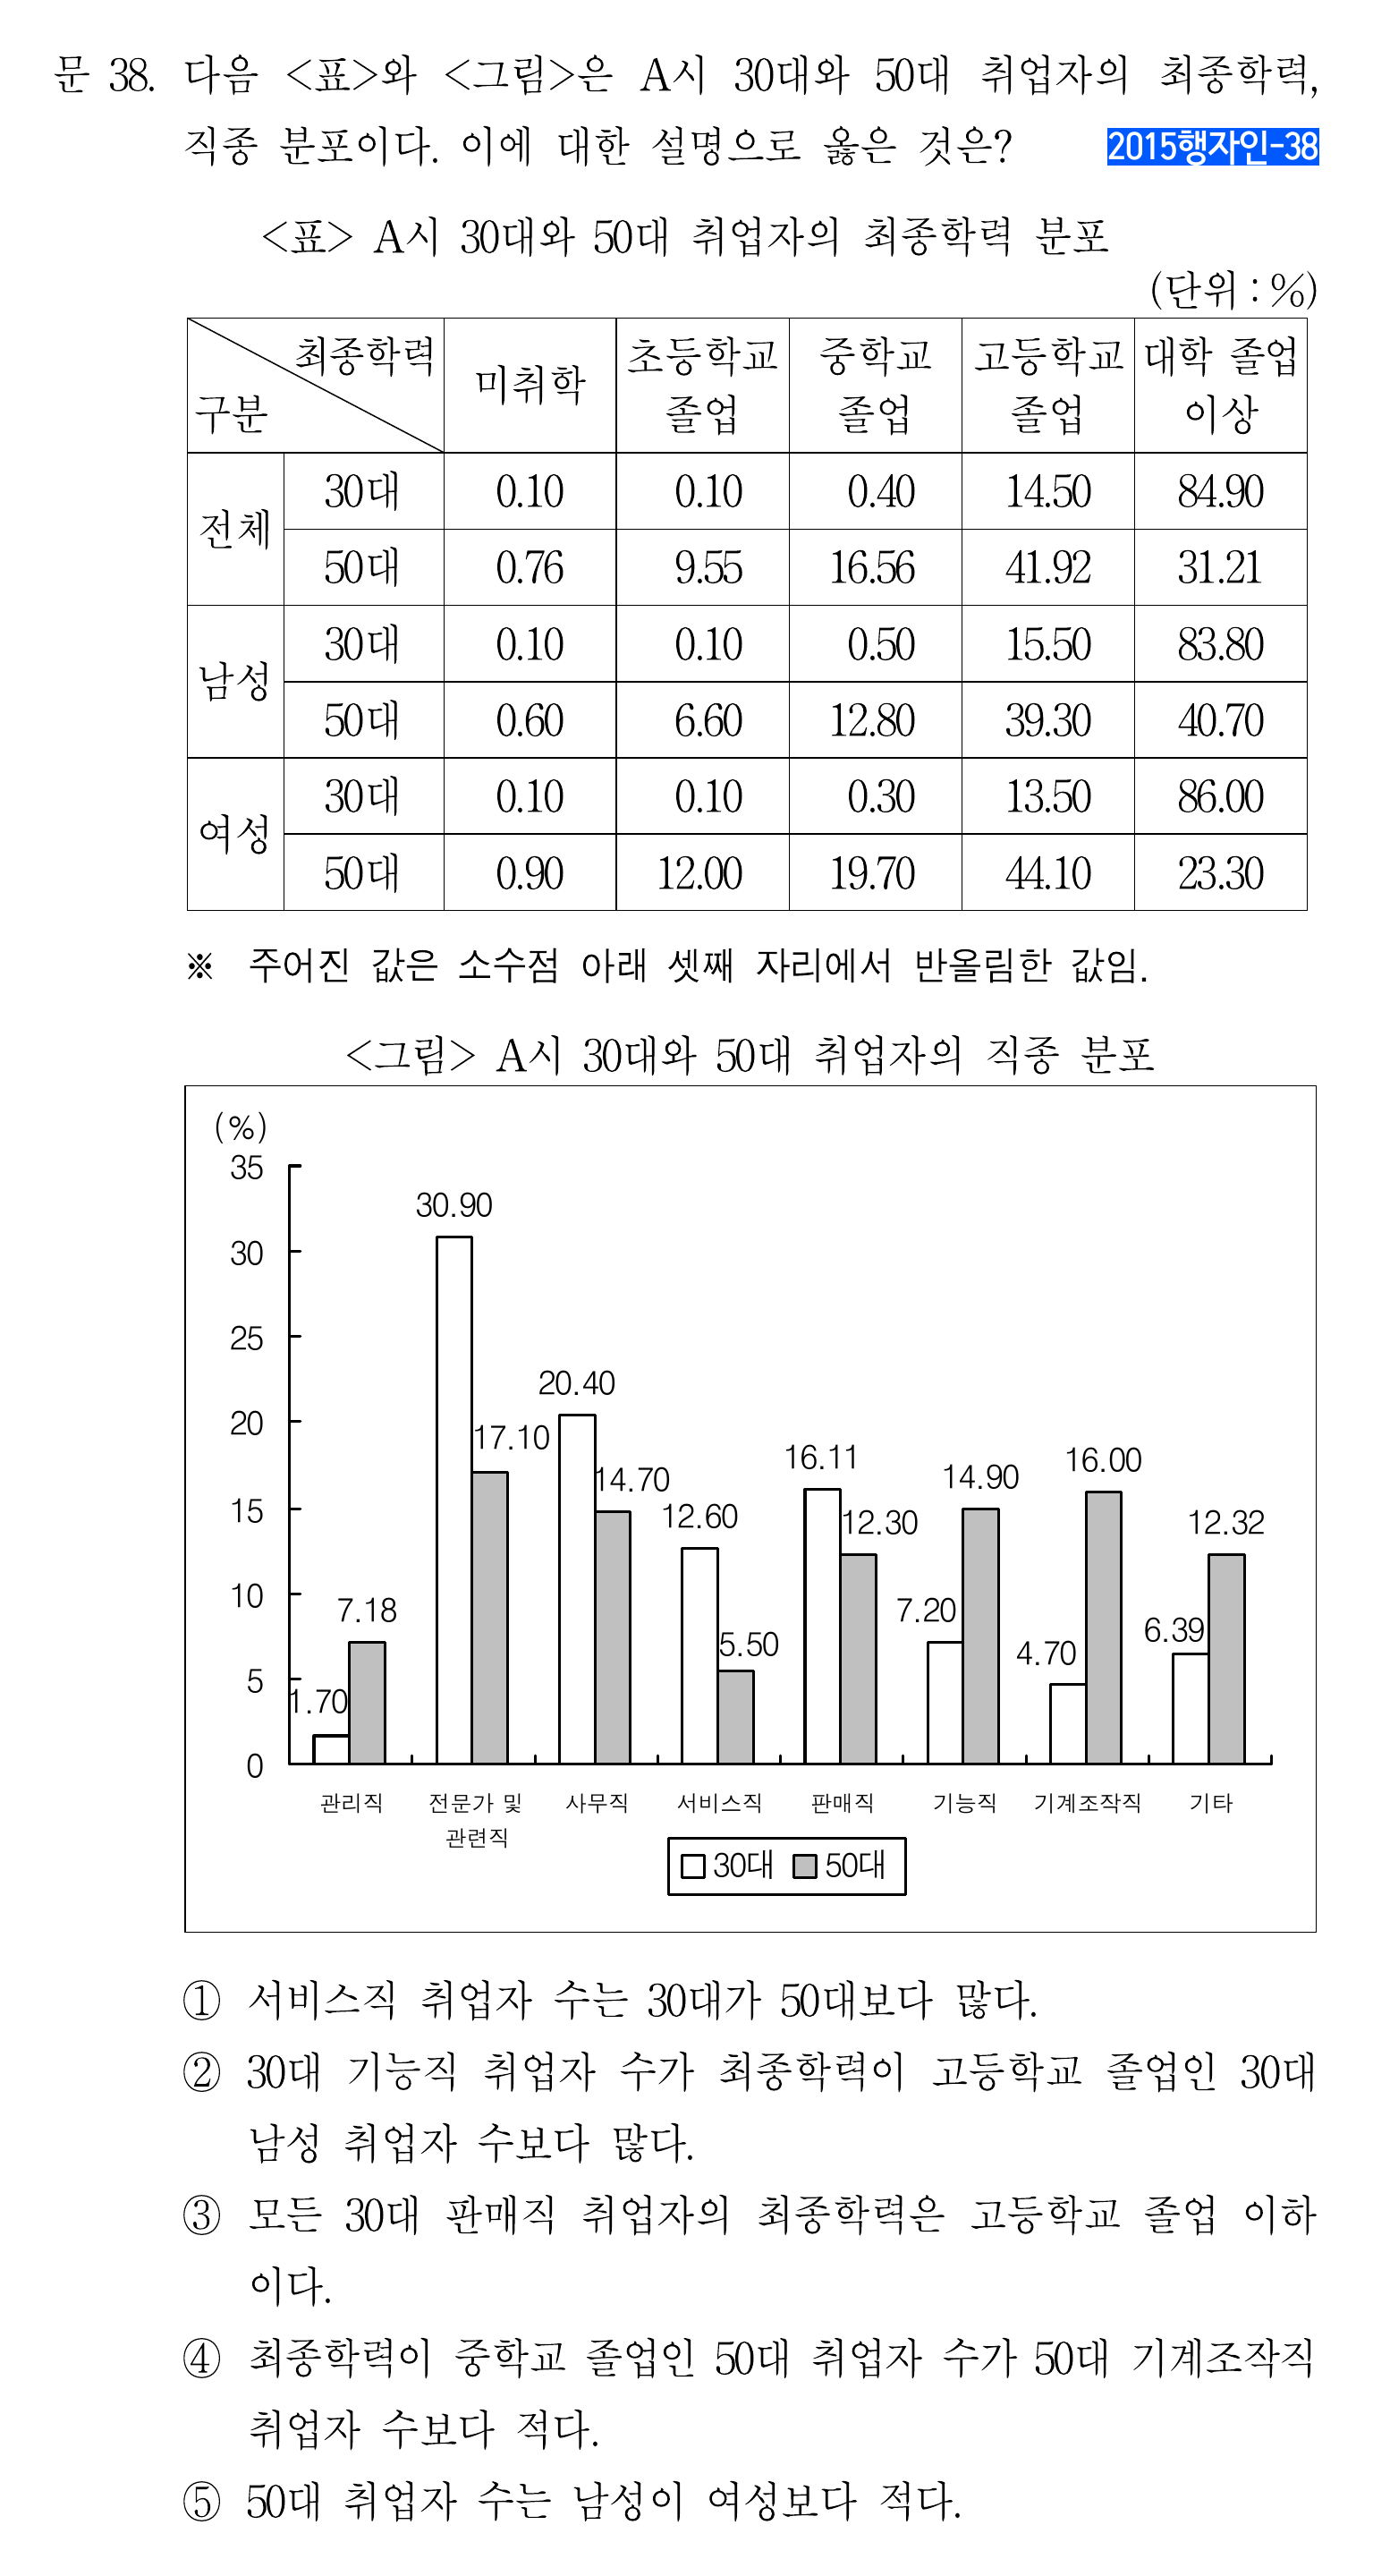 문 38. 다음 <표>와 <그림>은 A시 30대와 50대 취업자의 최종학력,
직종 분포이다. 이에 대한 설명으로 옳은 것은? 2015행자인-38
<표> A시 30대와 50대 취업자의 최종학력 분포
(단위 : %)
구분 최종학력 미취학 초등학교 졸업 중학교 졸업 고등학교 졸업 대학 졸업 이상
전체 30대 0.10 0.10 0.40 14.50 84.90
50대 0.76 9.55 16.56 41.92 31.21
남성 30대 0.10 0.10 0.50 15.50 83.80
50대 0.60 6.60 12.80 39.30 40.70
여성 30대 0.10 0.10 0.30 13.50 86.00
50대 0.90 12.00 19.70 44.10 23.30
※ 주어진 값은 소수점 아래 셋째 자리에서 반올림한 값임.
<그림> A시 30대와 50대 취업자의 직종 분포
(%)
35
30
25
20
15
10
5
0
1.70 7.18
30.90 17.10
20.40 14.70
12.60 5.50
16.11 12.30
7.20 14.90
4.70 16.00
6.39 12.32
관리직 전문가 및 관련직 사무직 서비스직 판매직 기능직 기계조작직 기타
30대 50대
① 서비스직 취업자 수는 30대가 50대보다 많다.
② 30대 기능직 취업자 수가 최종학력이 고등학교 졸업인 30대
남성 취업자 수보다 많다.
③ 모든 30대 판매직 취업자의 최종학력은 고등학교 졸업 이하
이다.
④ 최종학력이 중학교 졸업인 50대 취업자 수가 50대 기계조작직
취업자 수보다 적다.
⑤ 50대 취업자 수는 남성이 여성보다 적다.